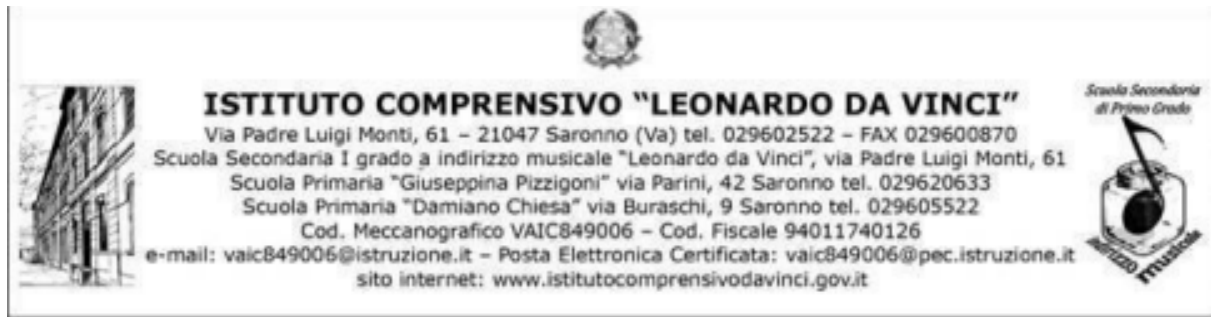 ISTITUTO COMPRENSIVO “LEONARDO DA VINCI”
Via Padre Luigi Monti, 61 – 21047 Saronno (Va) tel. 029602522 – FAX 029600870
Scuola Secondaria I grado a indirizzo musicale “Leonardo da Vinci”, via Padre Luigi Monti, 61
Scuola Primaria “Giuseppina Pizzigoni” via Parini, 42 Saronno tel. 029620633
Scuola Primaria “Damiano Chiesa” via Buraschi, 9 Saronno tel. 029605522
Cod. Meccanografico VAIC849006 – Cod. Fiscale 94011740126
e-mail: vaic849006@istruzione.it – Posta Elettronica Certificata: vaic849006@pec.istruzione.it
sito internet: www.istitutocomprensivodavinci.gov.it
Scuola Secondaria
di Primo Grado
musicale